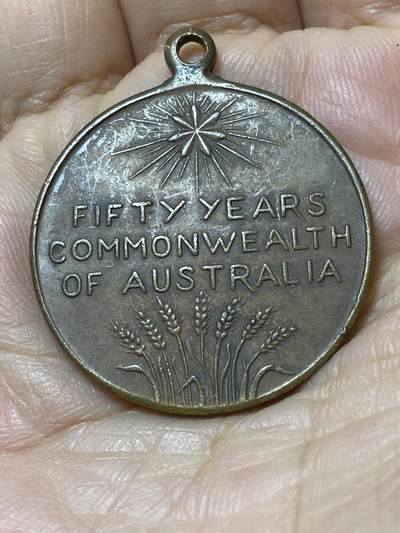 FIFTY YEARS
COMMONWEALTH
OF AUSTRALIA